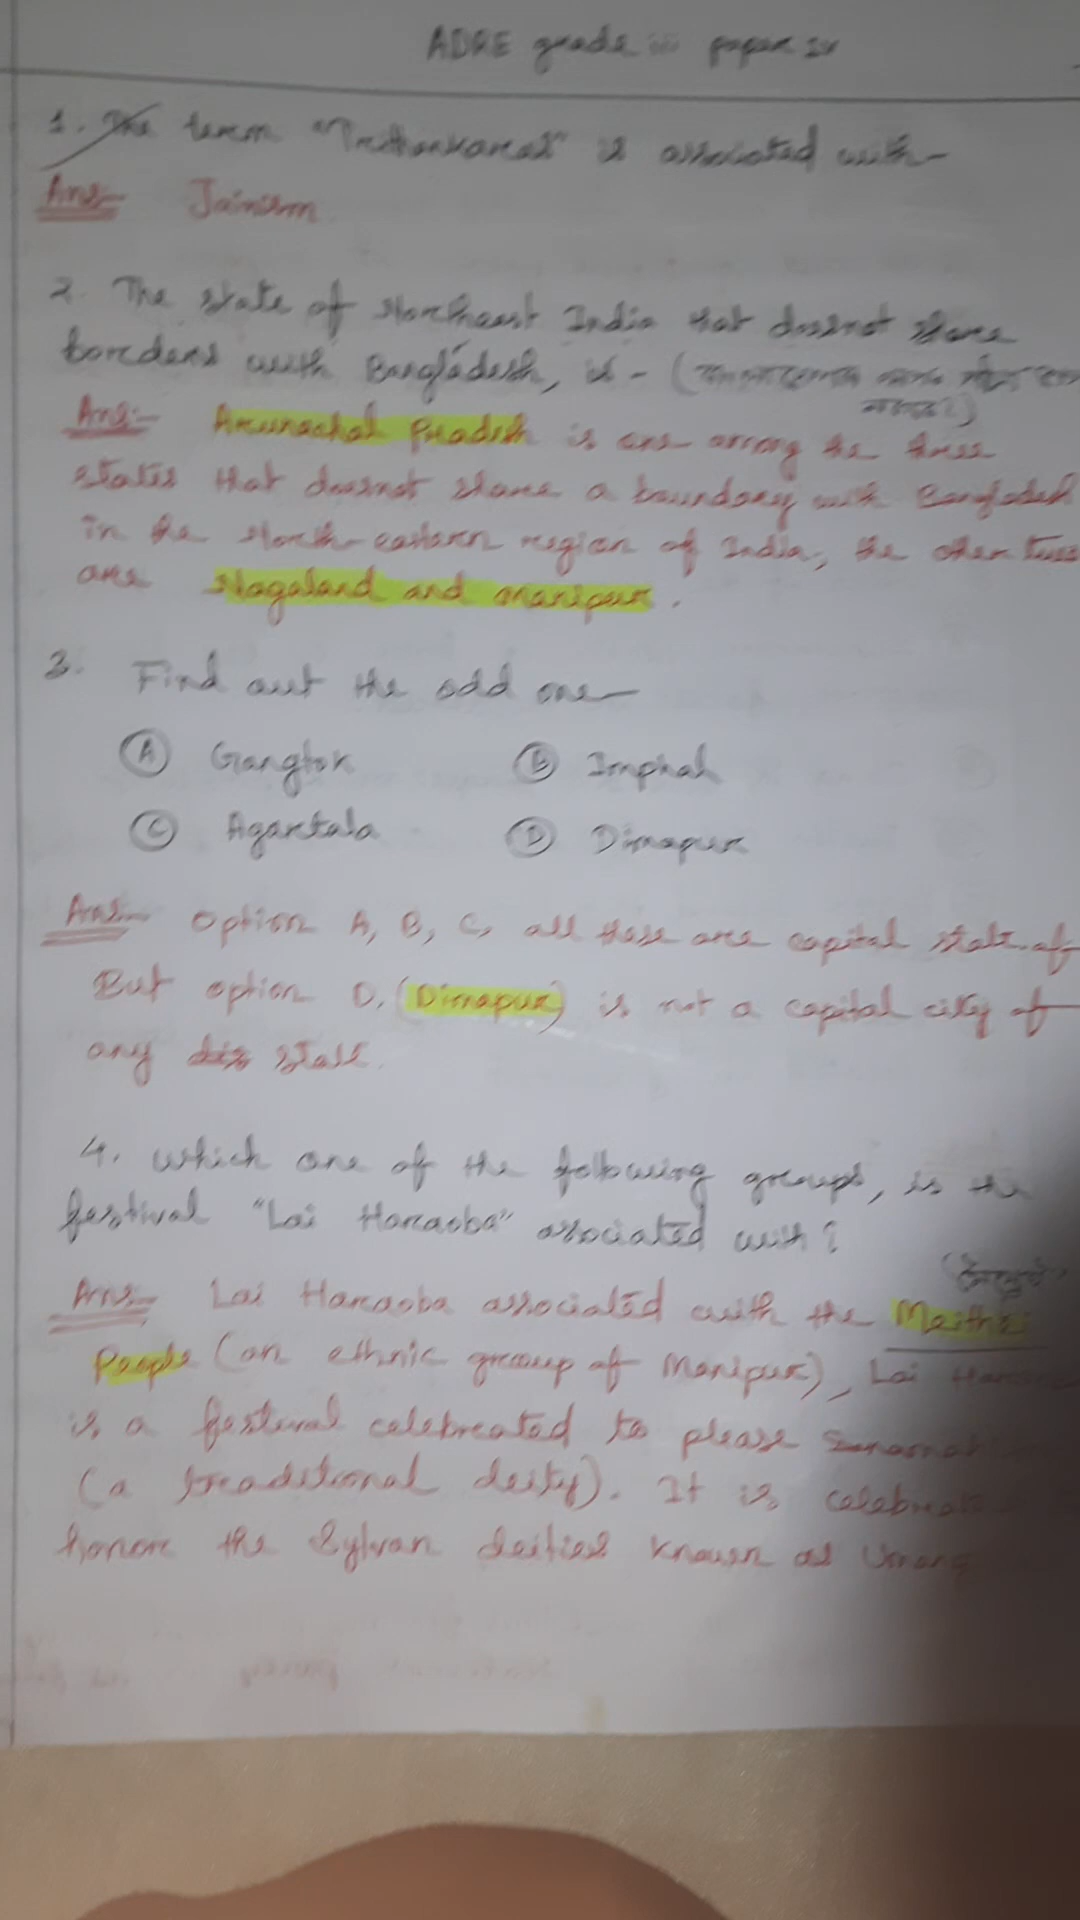 ADRE grade iii paper IV
1. The term "Trithankaras" is associated with-
Ans:- Jainism
2. The state of Northeast India that doesnot share
borders with Bangladesh, is - (
Ans:- Arunachal Pradesh is one among the three
states that doesnot share a boundary with Bangladesh
in the North-eastern region of India, the other two
are Nagaland and Manipur.
3. Find out the odd one-
(A) Gangtok (B) Imphal
(C) Agartala (D) Dimapur
Ans:- Option A, B, C, all these are capital state of
But option D, (Dimapur) is not a capital city of
any state.
4. Which one of the following groups, is the
festival "Lai Haraoba" associated with?
Ans:- Lai Haraoba associated with the Meithei
People (an ethnic group of Manipur), Lai
is a festival celebrated to please
(a traditional deity). It is
honor the Sylvan deities known as Umang